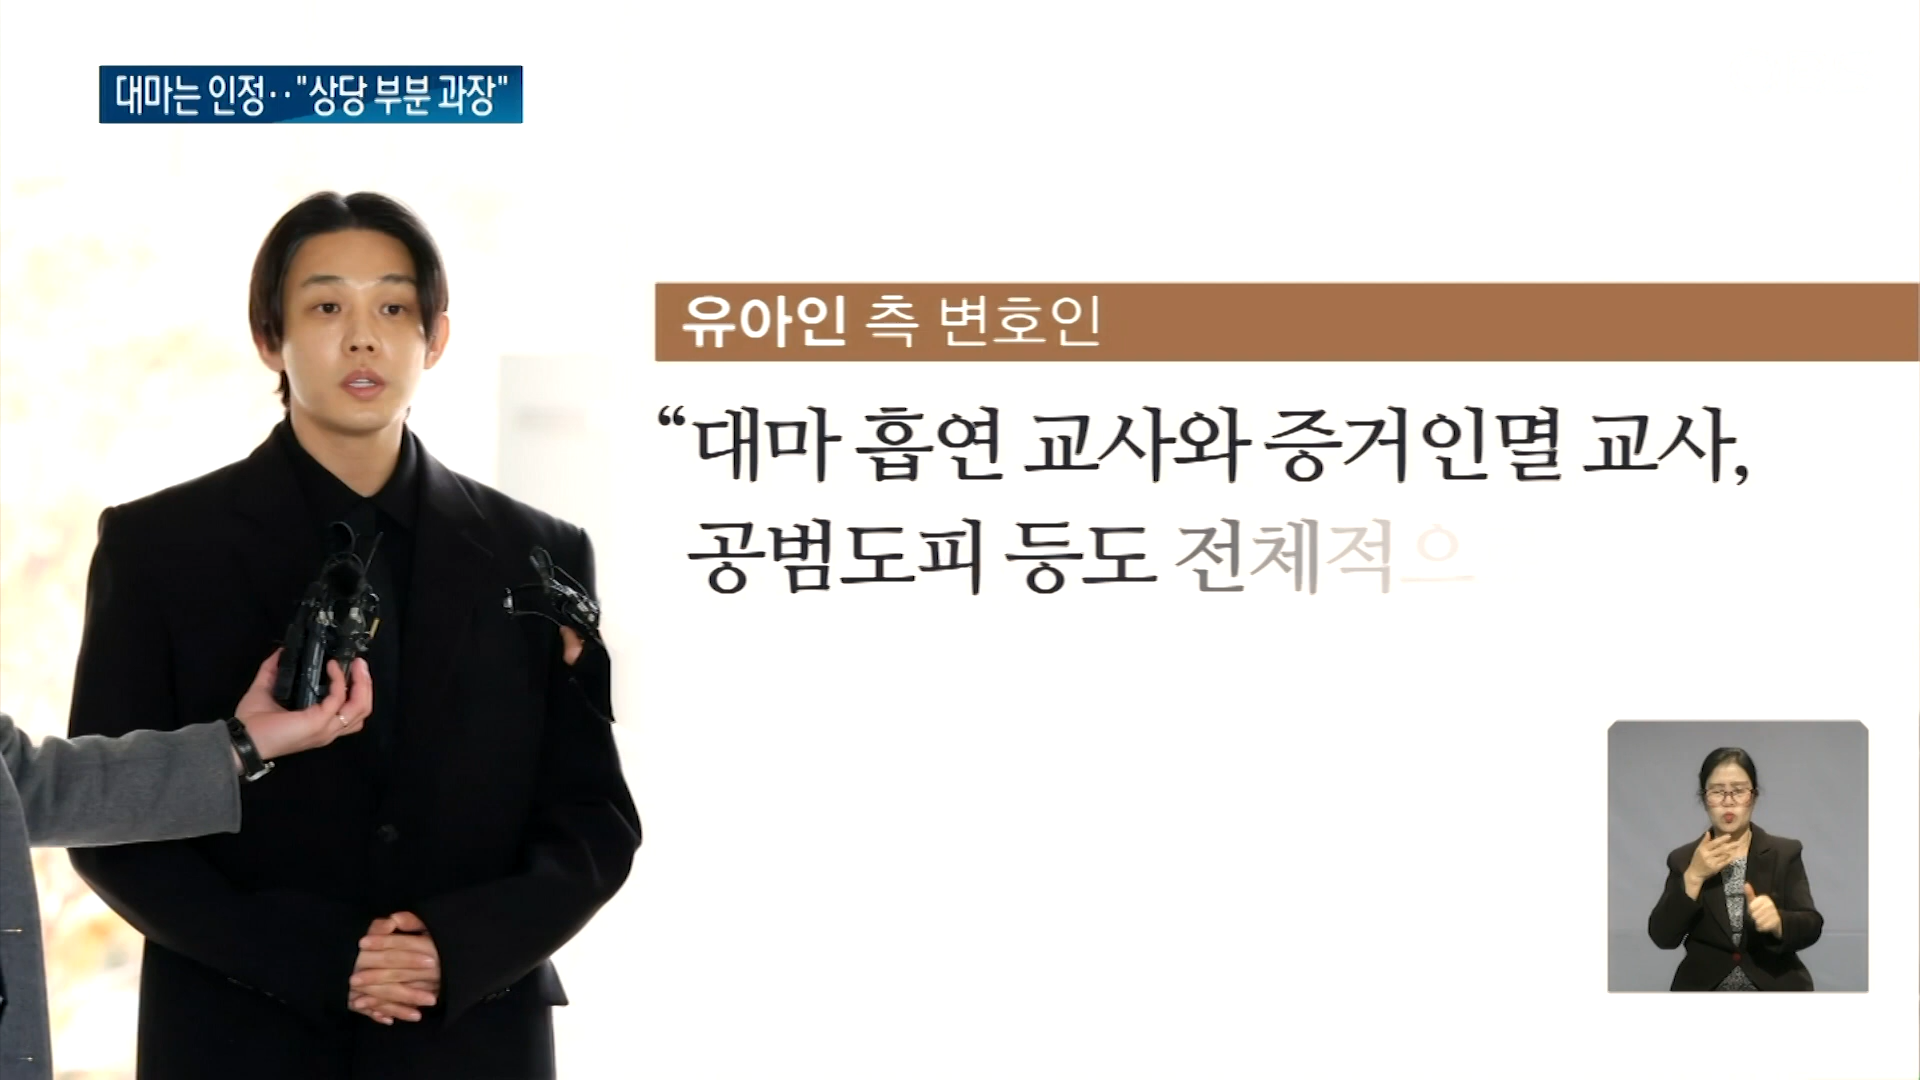 대마는 인정‥"상당 부분 과장"
유아인 측 변호인
“대마 흡연 교사와 증거인멸 교사,
공범도피 등도 전체적으